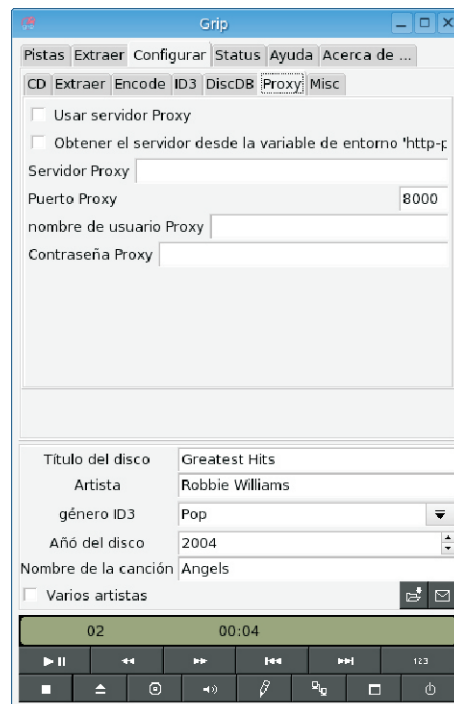 Grip
Pistas Extraer Configurar Status Ayuda Acerca de ...
CD Extraer Encode ID3 DiscDB Proxy Misc
Usar servidor Proxy
Obtener el servidor desde la variable de entorno 'http-p
Servidor Proxy
Puerto Proxy 8000
nombre de usuario Proxy
Contraseña Proxy
Título del disco Greatest Hits
Artista Robbie Williams
género ID3 Pop
Añó del disco 2004
Nombre de la canción Angels
Varios artistas
02 00:04
123